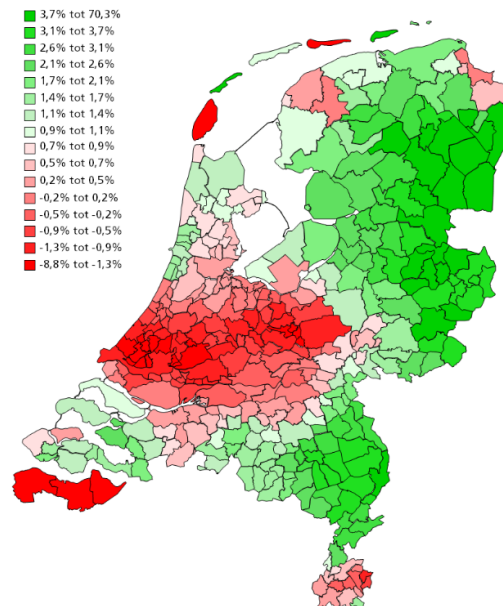 3,7% tot 70,3%
3,1% tot 3,7%
2,6% tot 3,1%
2,1% tot 2,6%
1,7% tot 2,1%
1,4% tot 1,7%
1,1% tot 1,4%
0,9% tot 1,1%
0,7% tot 0,9%
0,5% tot 0,7%
0,2% tot 0,5%
-0,2% tot 0,2%
-0,5% tot -0,2%
-0,9% tot -0,5%
-1,3% tot -0,9%
-8,8% tot -1,3%